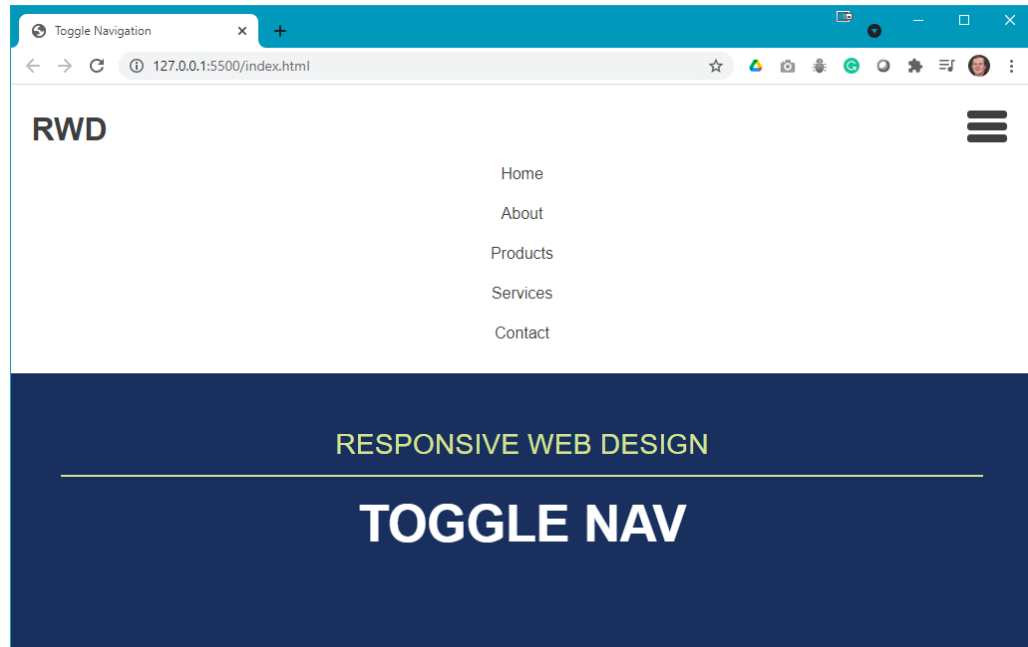 Toggle Navigation
127.0.0.1:5500/index.html
RWD
Home
About
Products
Services
Contact
RESPONSIVE WEB DESIGN
TOGGLE NAV